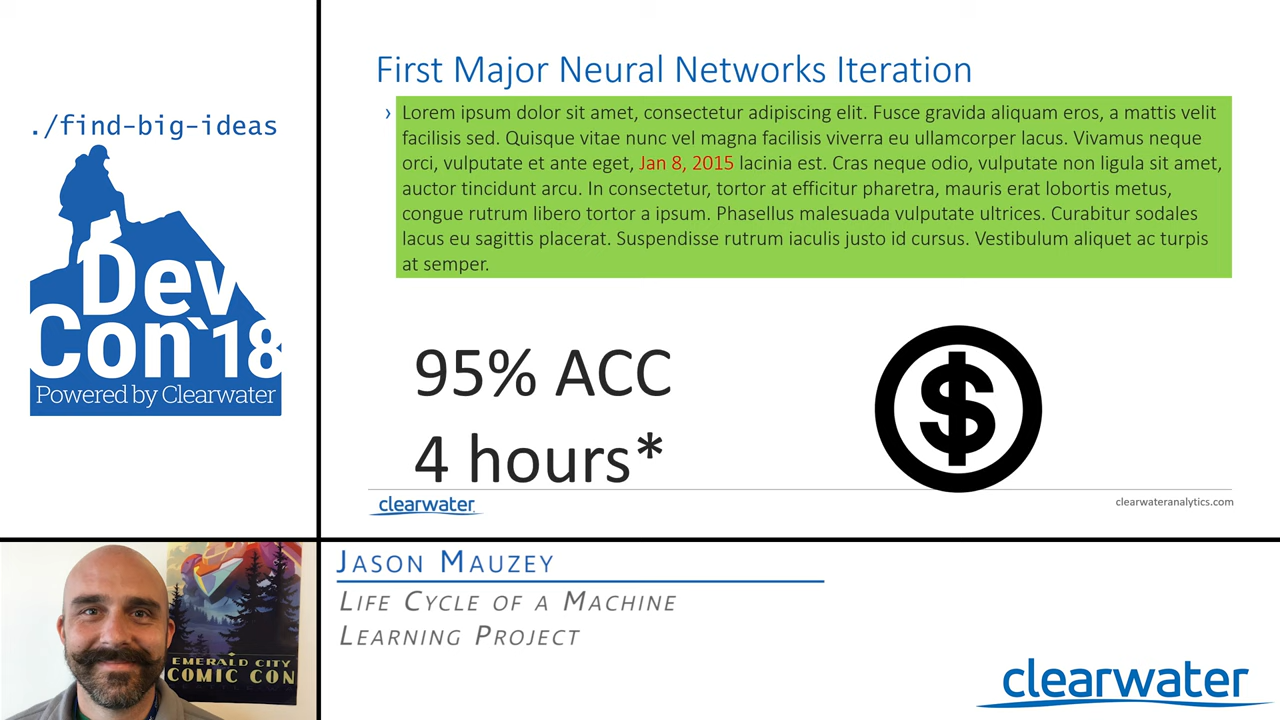 ./find-big-ideas
Dev
Con`18
Powered by Clearwater
First Major Neural Networks Iteration
› Lorem ipsum dolor sit amet, consectetur adipiscing elit. Fusce gravida aliquam eros, a mattis velit
facilisis sed. Quisque vitae nunc vel magna facilisis viverra eu ullamcorper lacus. Vivamus neque
orci, vulputate et ante eget, Jan 8, 2015 lacinia est. Cras neque odio, vulputate non ligula sit amet,
auctor tincidunt arcu. In consectetur, tortor at efficitur pharetra, mauris erat lobortis metus,
congue rutrum libero tortor a ipsum. Phasellus malesuada vulputate ultrices. Curabitur sodales
lacus eu sagittis placerat. Suspendisse rutrum iaculis justo id cursus. Vestibulum aliquet ac turpis
at semper.
95% ACC
4 hours*
$
clearwater
clearwateranalytics.com
EMERALD CITY
COMIC CON
JASON MAUZEY
LIFE CYCLE OF A MACHINE
LEARNING PROJECT
clearwater